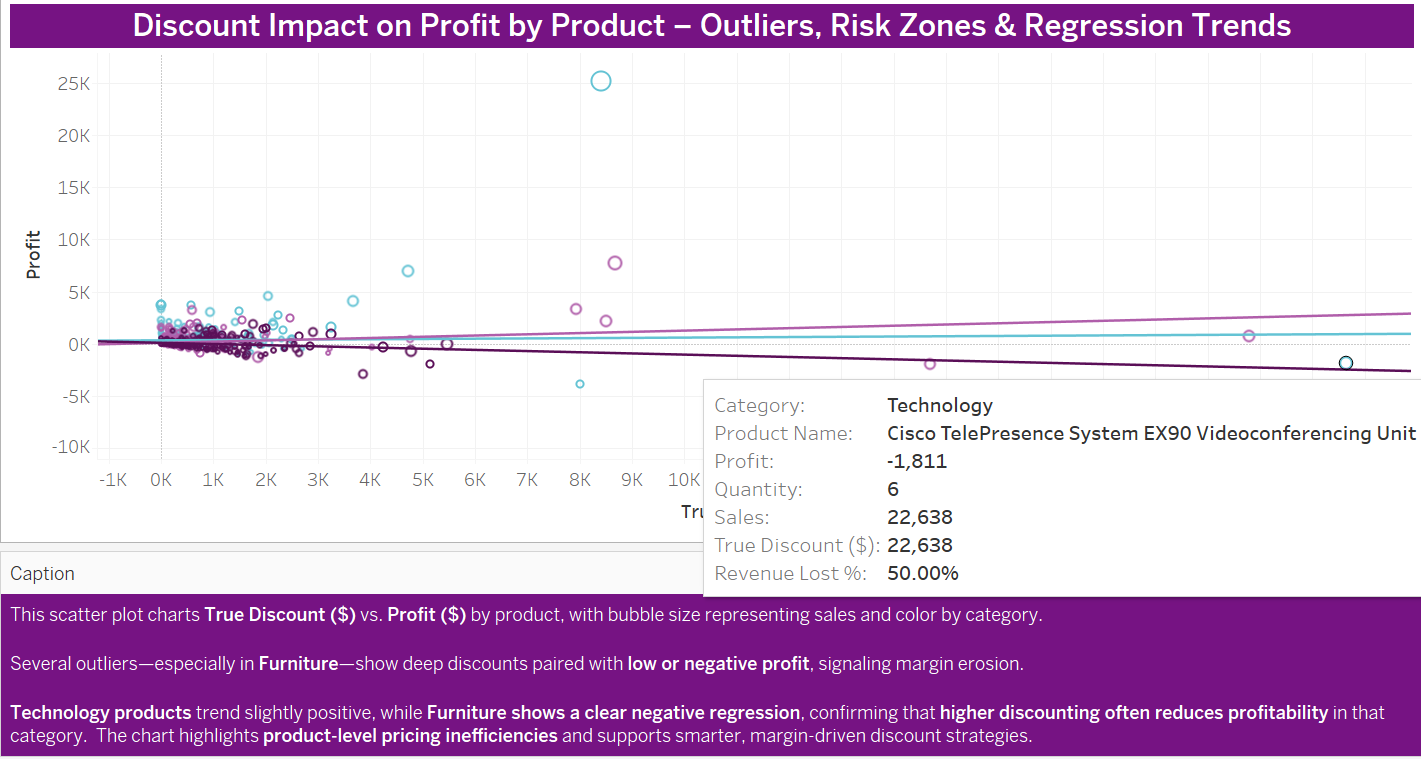 Discount Impact on Profit by Product – Outliers, Risk Zones & Regression Trends
25K
20K
15K
10K
5K
0K
-5K
-10K
Profit
-1K 0K 1K 2K 3K 4K 5K 6K 7K 8K 9K 10K
Category: Technology
Product Name: Cisco TelePresence System EX90 Videoconferencing Unit
Profit: -1,811
Quantity: 6
Sales: 22,638
True Discount ($): 22,638
Revenue Lost %: 50.00%
Caption
This scatter plot charts True Discount ($) vs. Profit ($) by product, with bubble size representing sales and color by category.
Several outliers—especially in Furniture—show deep discounts paired with low or negative profit, signaling margin erosion.
Technology products trend slightly positive, while Furniture shows a clear negative regression, confirming that higher discounting often reduces profitability in that
category. The chart highlights product-level pricing inefficiencies and supports smarter, margin-driven discount strategies.